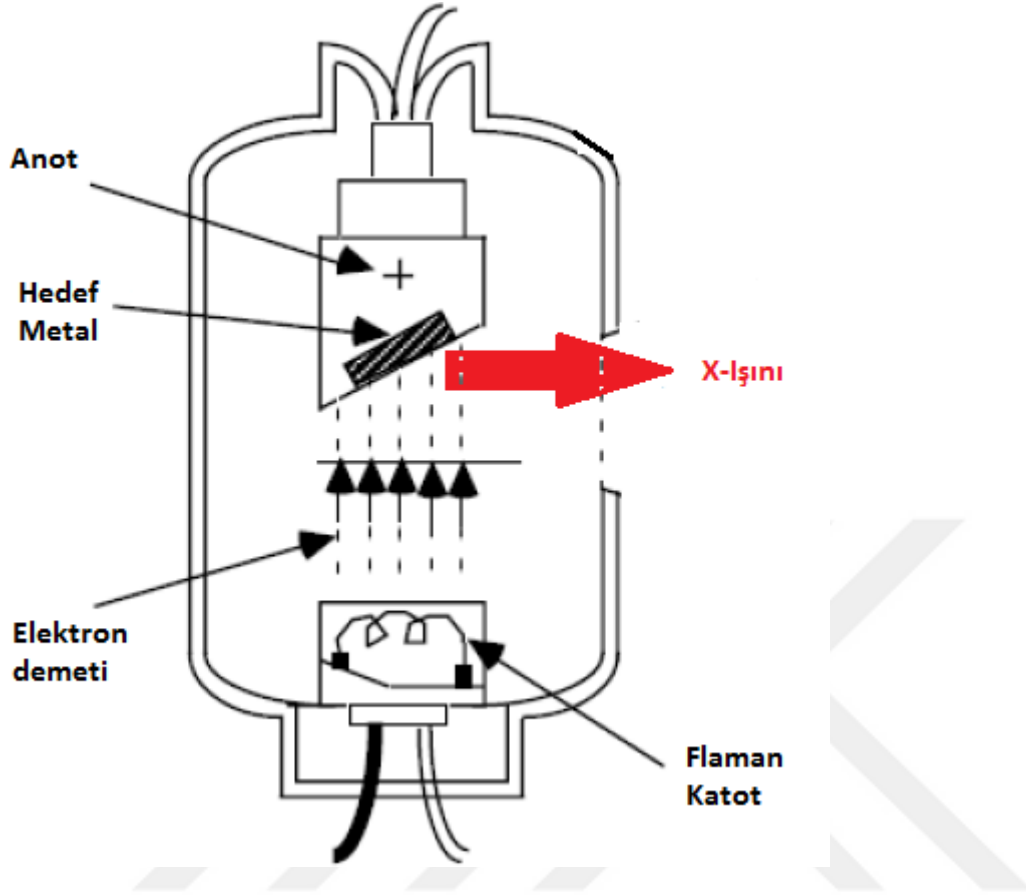 Anot
+
Hedef
Metal
X-Işını
Elektron
demeti
Flaman
Katot